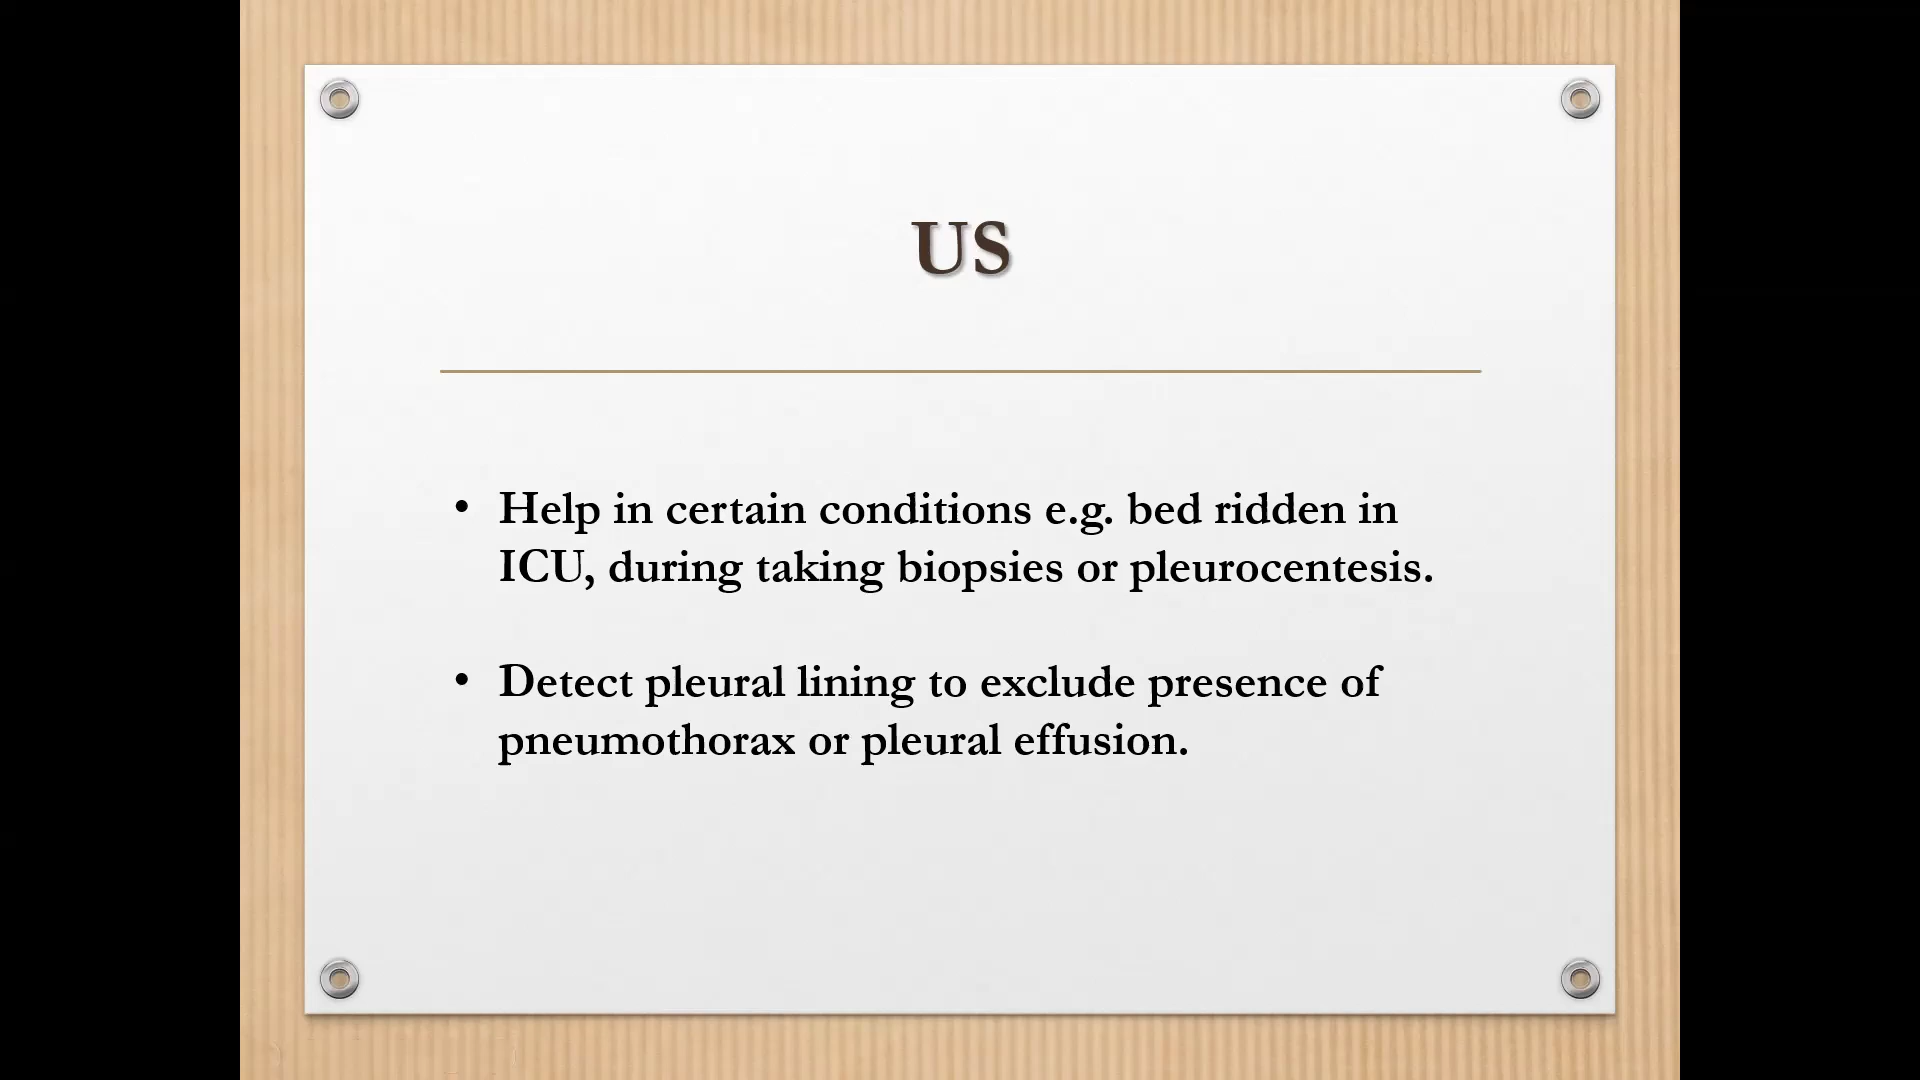 US
• Help in certain conditions e.g. bed ridden in
ICU, during taking biopsies or pleurocentesis.
• Detect pleural lining to exclude presence of
pneumothorax or pleural effusion.